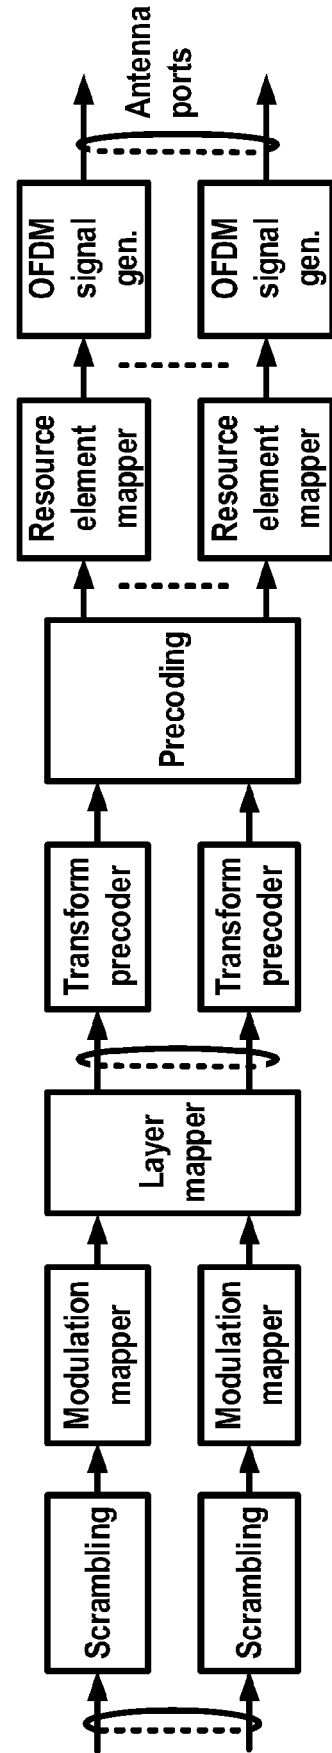 Scrambling
Scrambling
Modulation
mapper
Modulation
mapper
Layer
mapper
Transform
precoder
Transform
precoder
Precoding
Resource
element
mapper
Resource
element
mapper
OFDM
signal
gen.
OFDM
signal
gen.
Antenna
ports